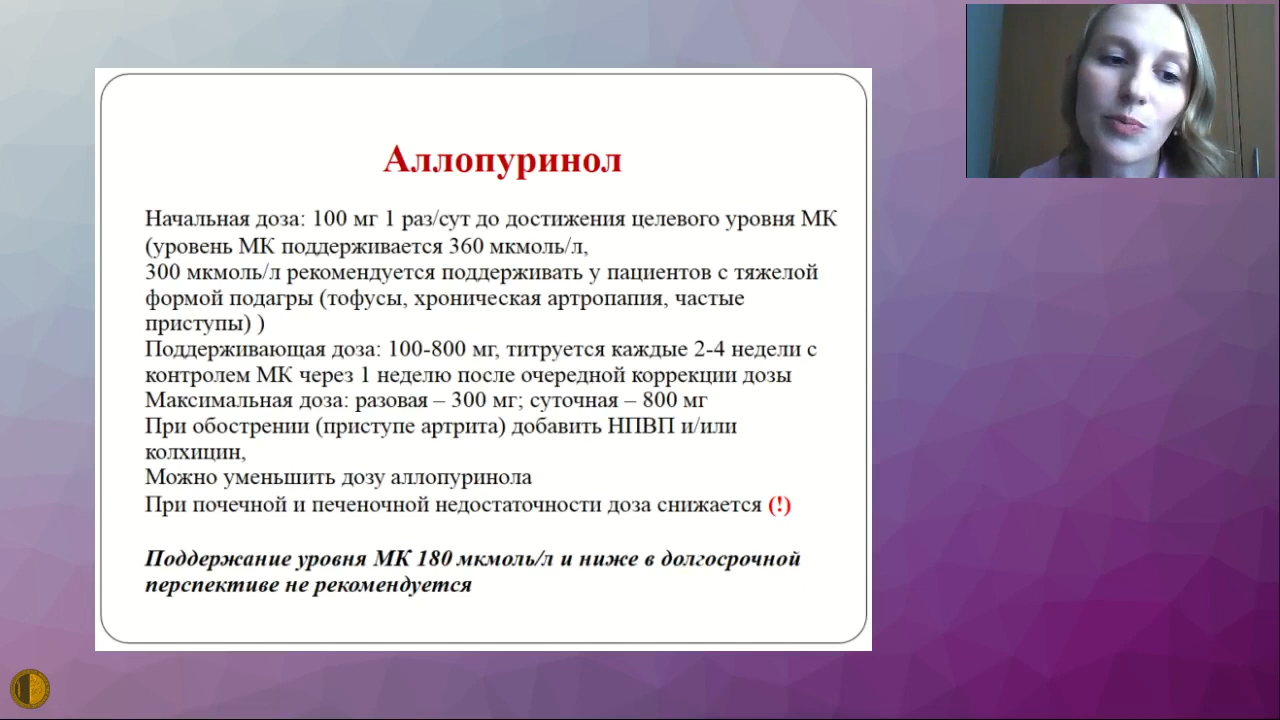 Аллопуринол
Начальная доза: 100 мг 1 раз/сут до достижения целевого уровня МК
(уровень МК поддерживается 360 мкмоль/л,
300 мкмоль/л рекомендуется поддерживать у пациентов с тяжелой
формой подагры (тофусы, хроническая артропапия, частые
приступы) )
Поддерживающая доза: 100-800 мг, титруется каждые 2-4 недели с
контролем МК через 1 неделю после очередной коррекции дозы
Максимальная доза: разовая – 300 мг; суточная – 800 мг
При обострении (приступе артрита) добавить НПВП и/или
колхицин,
Можно уменьшить дозу аллопуринола
При почечной и печеночной недостаточности доза снижается (!)
Поддержание уровня МК 180 мкмоль/л и ниже в долгосрочной
перспективе не рекомендуется